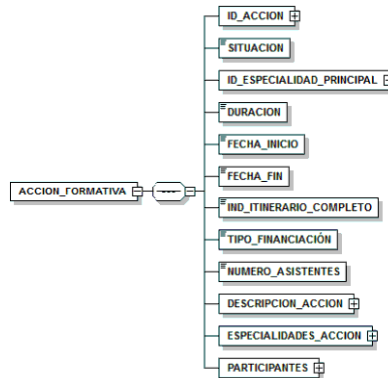 ID_ACCION
SITUACION
ID_ESPECIALIDAD_PRINCIPAL
DURACION
FECHA_INICIO
FECHA_FIN
ACCION_FORMATIVA
IND_ITINERARIO_COMPLETO
TIPO_FINANCIACIÓN
NUMERO_ASISTENTES
DESCRIPCION_ACCION
ESPECIALIDADES_ACCION
PARTICIPANTES